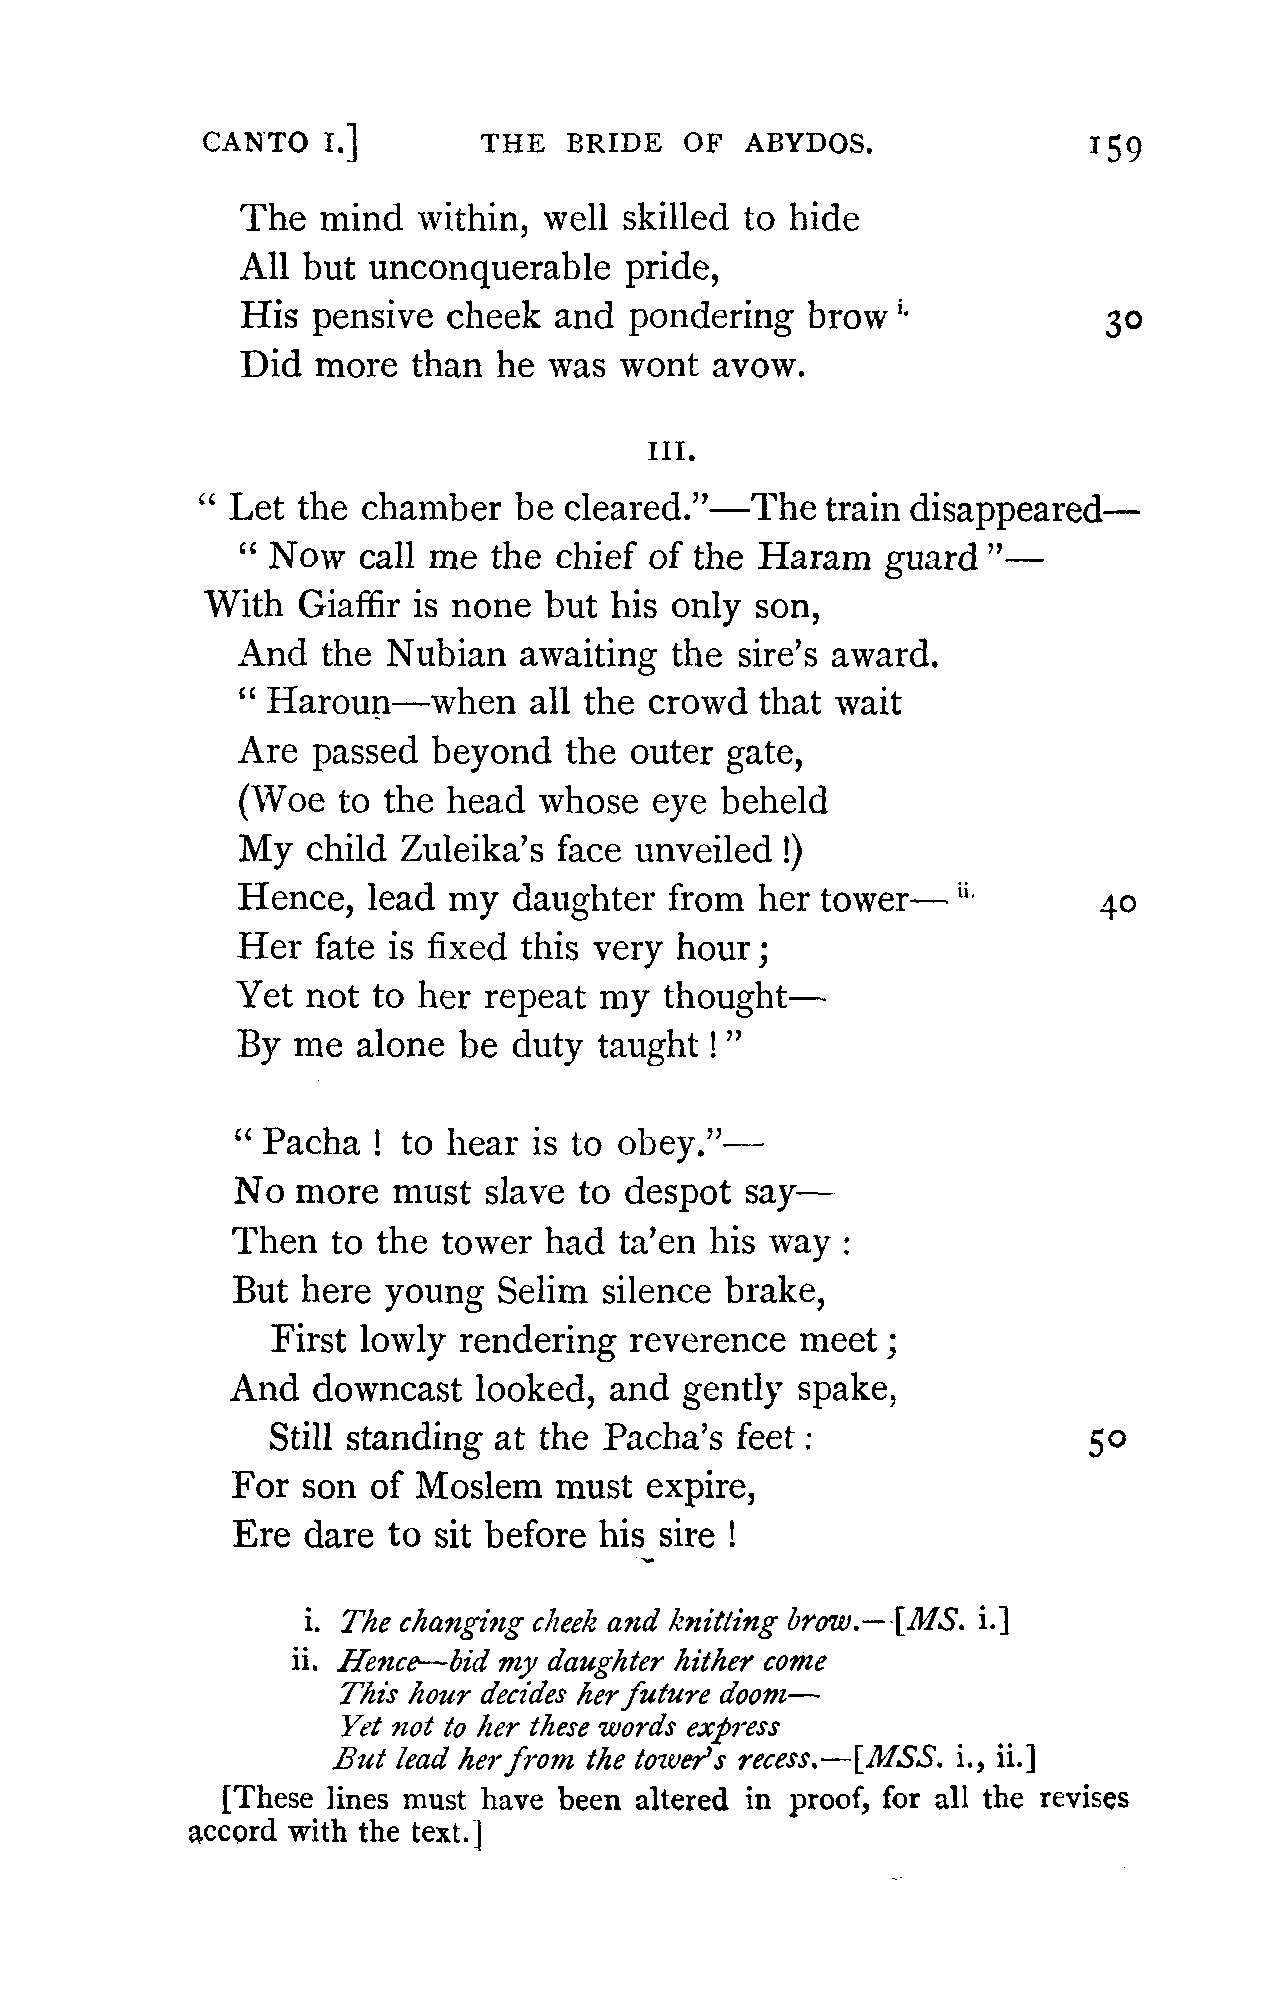 CANTO I.] THE BRIDE OF ABYDOS. 159
The mind within, well skilled to hide
All but unconquerable pride,
His pensive cheek and pondering brow i. 30
Did more than he was wont avow.
III.
“ Let the chamber be cleared.”—The train disappeared—
“ Now call me the chief of the Haram guard ”—
With Giaffir is none but his only son,
And the Nubian awaiting the sire's award.
“ Haroun—when all the crowd that wait
Are passed beyond the outer gate,
(Woe to the head whose eye beheld
My child Zuleika's face unveiled !)
Hence, lead my daughter from her tower— ii. 40
Her fate is fixed this very hour ;
Yet not to her repeat my thought—
By me alone be duty taught ! ”
“ Pacha ! to hear is to obey.”—
No more must slave to despot say—
Then to the tower had ta'en his way :
But here young Selim silence brake,
First lowly rendering reverence meet ;
And downcast looked, and gently spake,
Still standing at the Pacha's feet : 50
For son of Moslem must expire,
Ere dare to sit before his sire !
i. The changing cheek and knitting brow.—[MS. i.]
ii. Hence—bid my daughter hither come
This hour decides her future doom—
Yet not to her these words express
But lead her from the tower's recess.—[MSS. i., ii.]
[These lines must have been altered in proof, for all the revises
accord with the text.]